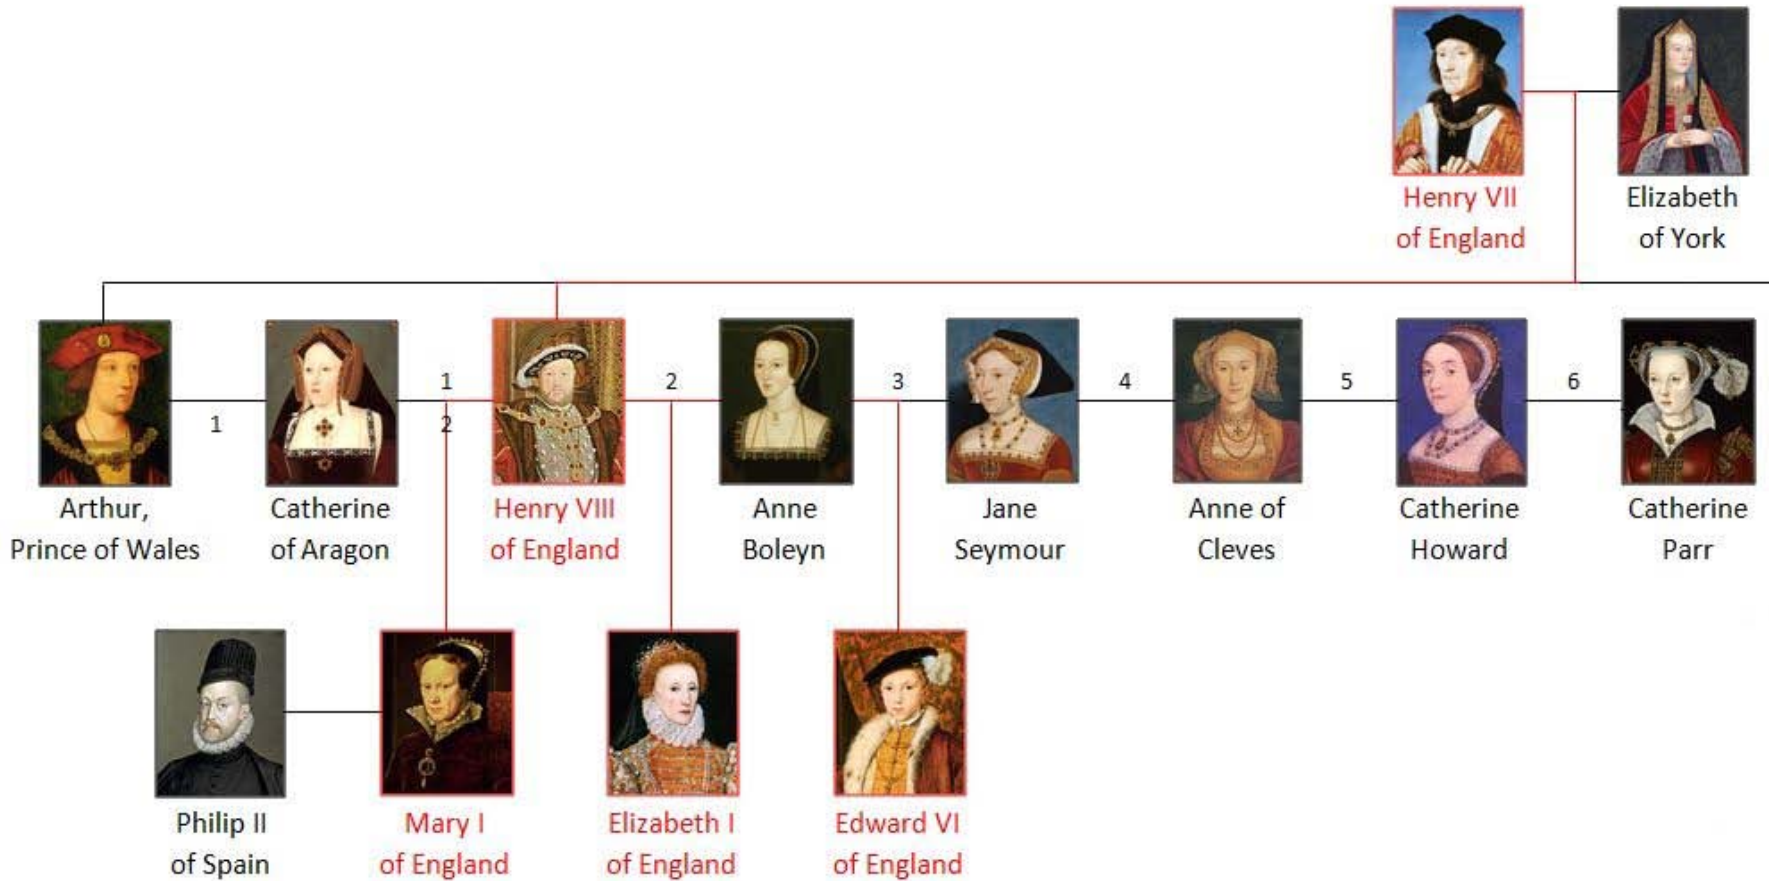 Henry VII
of England
Elizabeth
of York
1
2
3
4
5
6
1
2
Arthur,
Prince of Wales
Catherine
of Aragon
Henry VIII
of England
Anne
Boleyn
Jane
Seymour
Anne of
Cleves
Catherine
Howard
Catherine
Parr
Philip II
of Spain
Mary I
of England
Elizabeth I
of England
Edward VI
of England